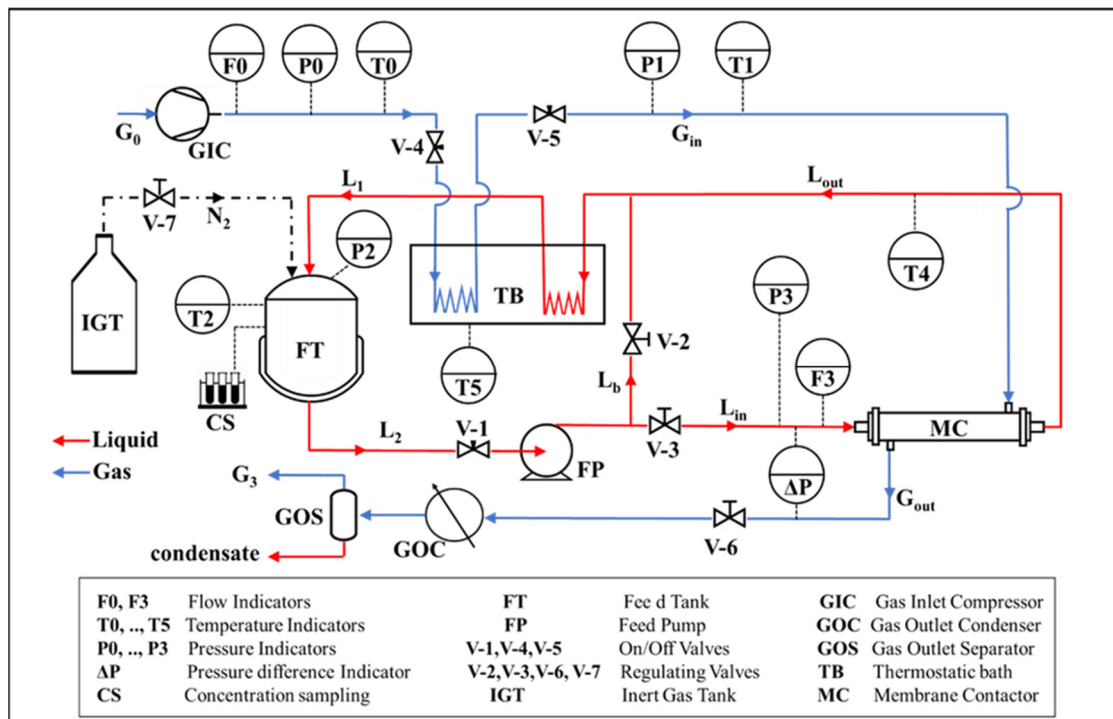 F0
P0
T0
P1
T1
G0
GIC
V-4
V-5
Gin
L1
Lout
V-7
N2
P2
T2
IGT
FT
TB
T5
T4
P3
F3
V-2
CS
Lb
L2
V-1
FP
V-3
Lin
MC
ΔP
Gout
Liquid
Gas
G3
GOS
GOC
V-6
condensate
F0, F3 Flow Indicators FT Fee d Tank GIC Gas Inlet Compressor
T0, .., T5 Temperature Indicators FP Feed Pump GOC Gas Outlet Condenser
P0, .., P3 Pressure Indicators V-1,V-4,V-5 On/Off Valves GOS Gas Outlet Separator
ΔP Pressure difference Indicator V-2,V-3,V-6, V-7 Regulating Valves TB Thermostatic bath
CS Concentration sampling IGT Inert Gas Tank MC Membrane Contactor